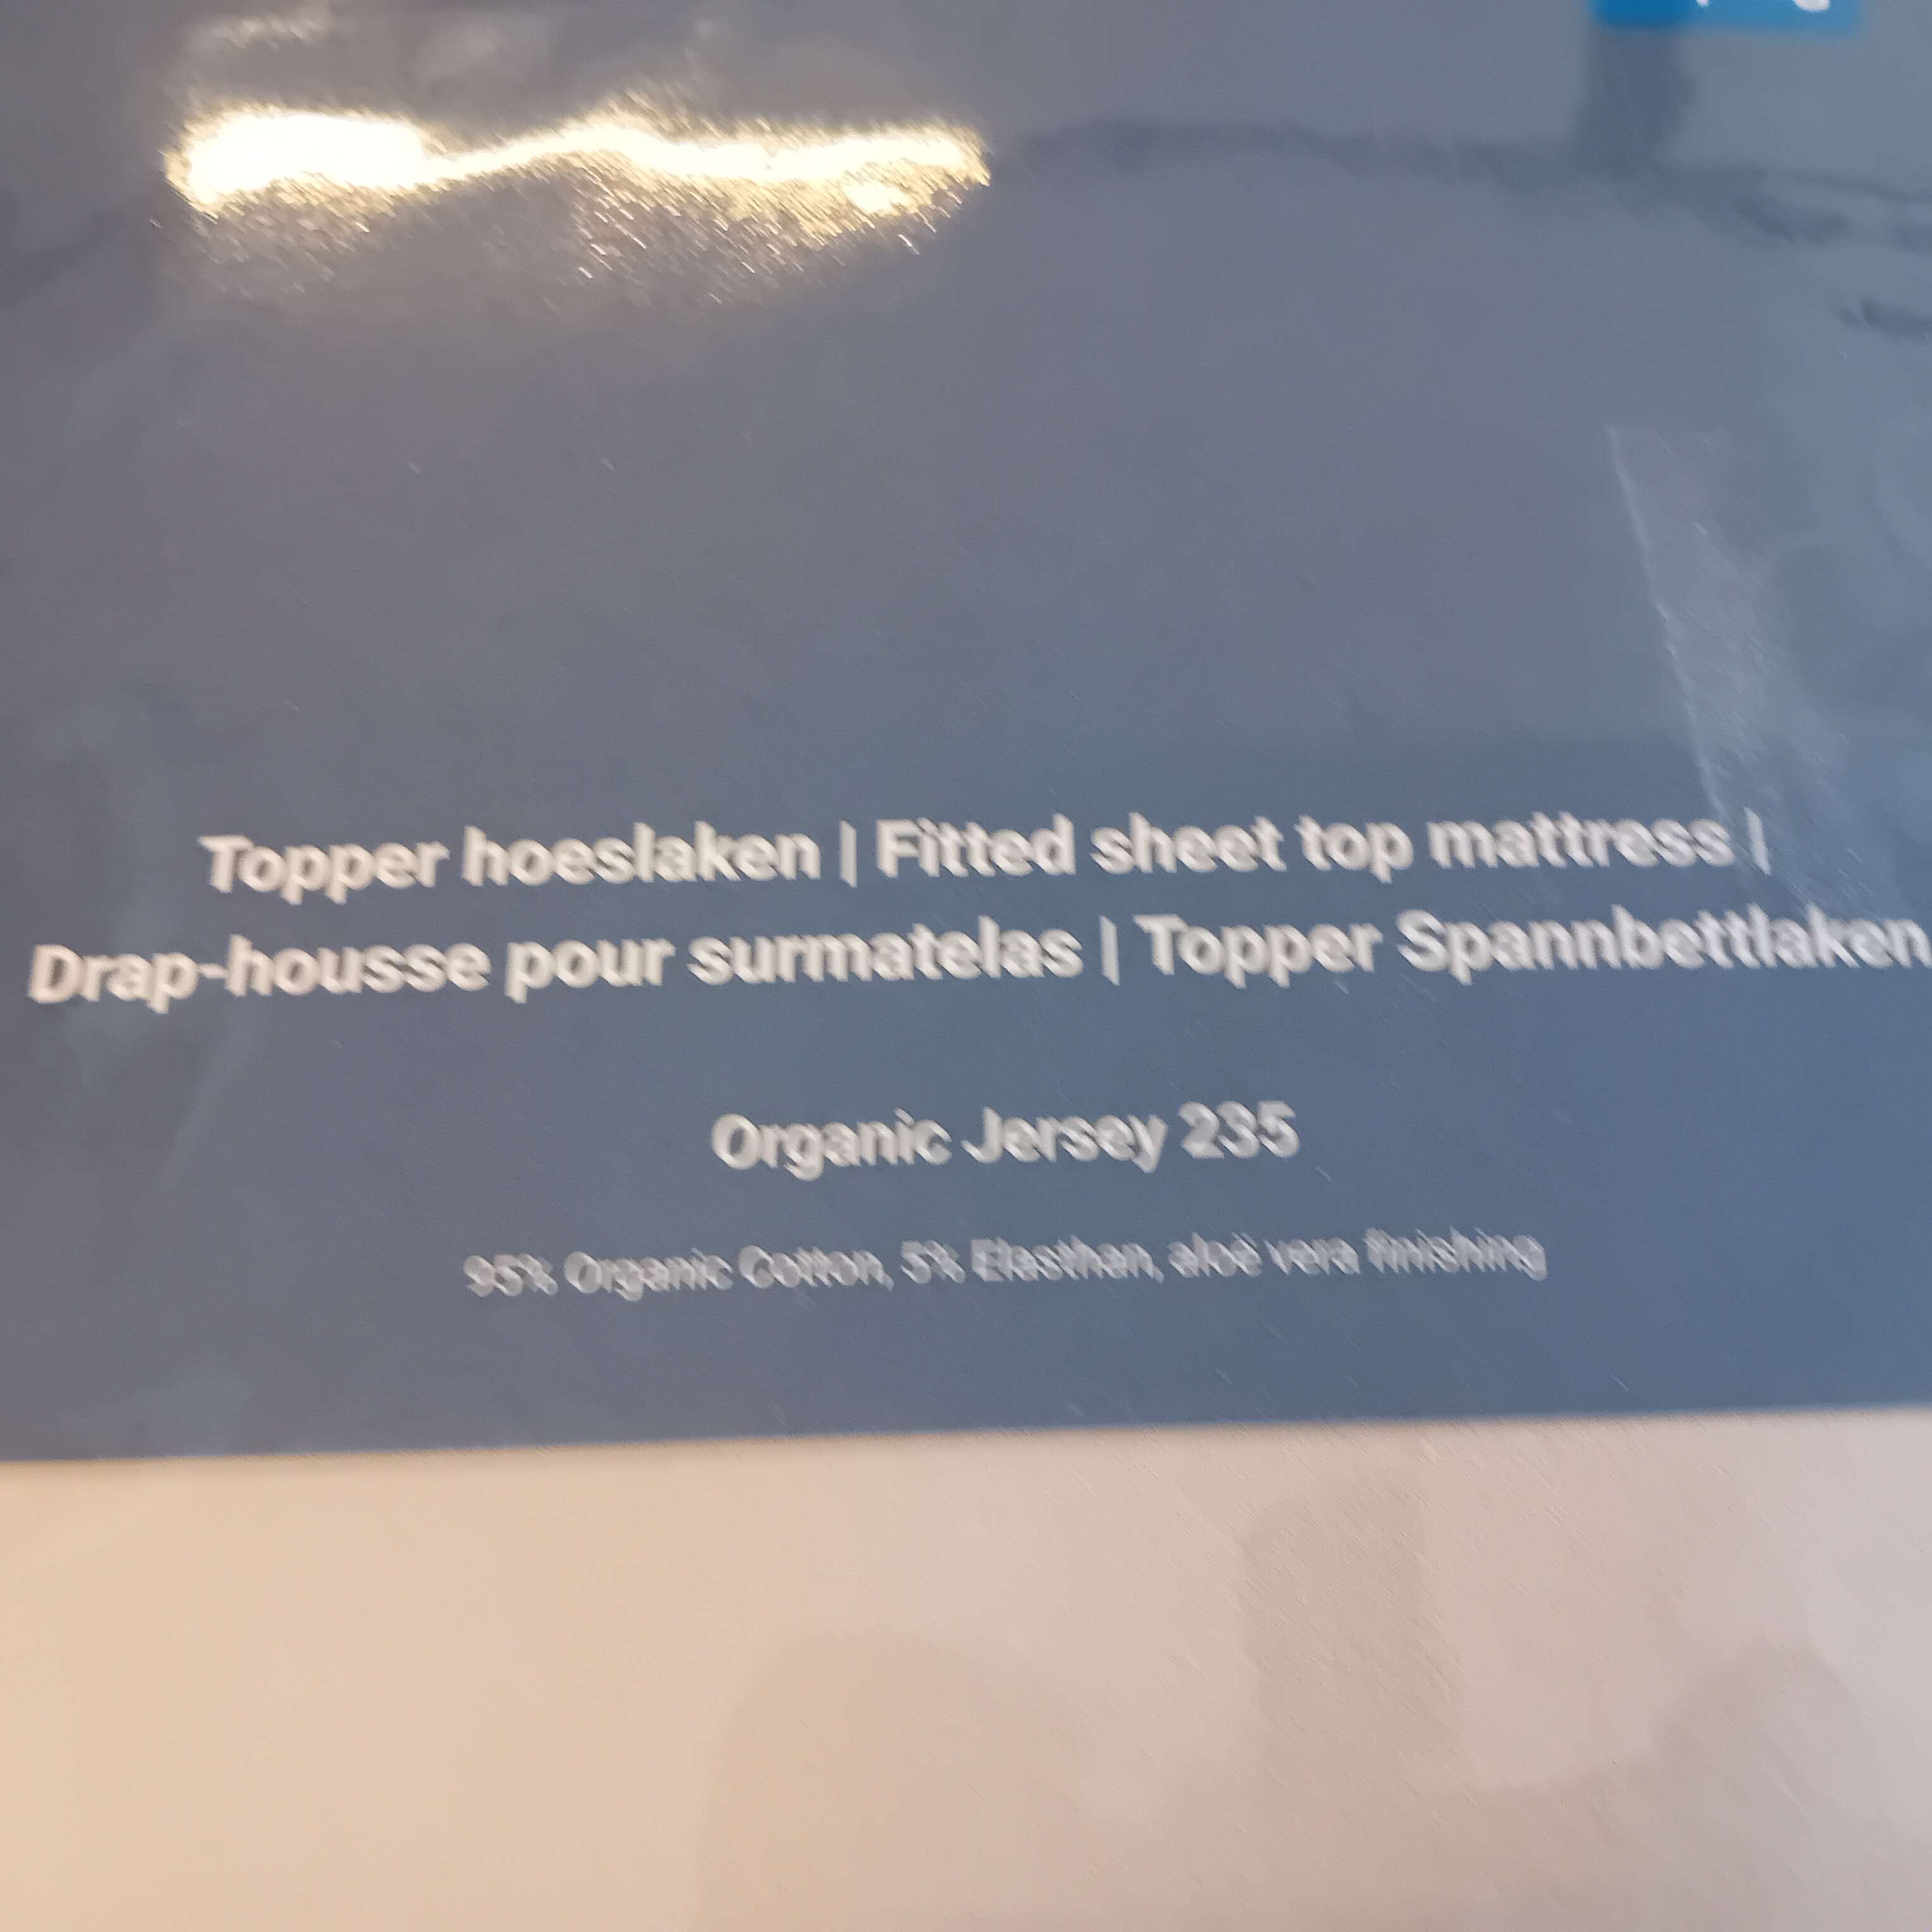 Topper hoeslaken | Fitted sheet top mattress |
Drap-housse pour surmatelas | Topper Spannbettlaken
Organic Jersey 235
95% Organic Cotton, 5% Elasthan, aloë vera finishing